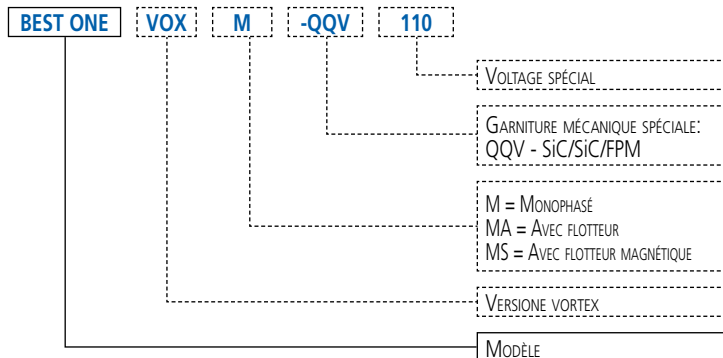 BEST ONE VOX M -QQV 110
VOLTAGE SPÉCIAL
GARNITURE MÉCANIQUE SPÉCIALE:
QQV - SiC/SiC/FPM
M = MONOPHASÉ
MA = AVEC FLOTTEUR
MS = AVEC FLOTTEUR MAGNÉTIQUE
VERSIONE VORTEX
MODÈLE